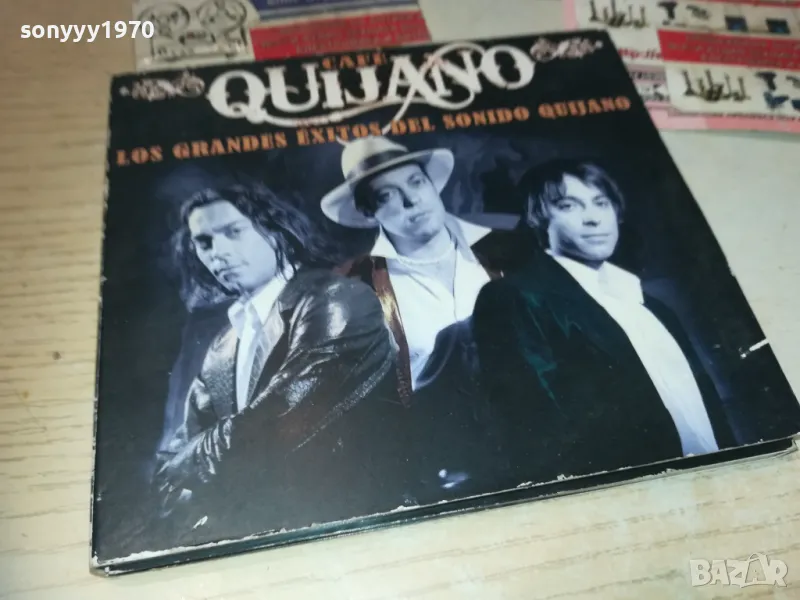 sonyyy1970
CAFÉ
QUIJANO
LOS GRANDES ÉXITOS DEL SONIDO QUIJANO
BAZAR